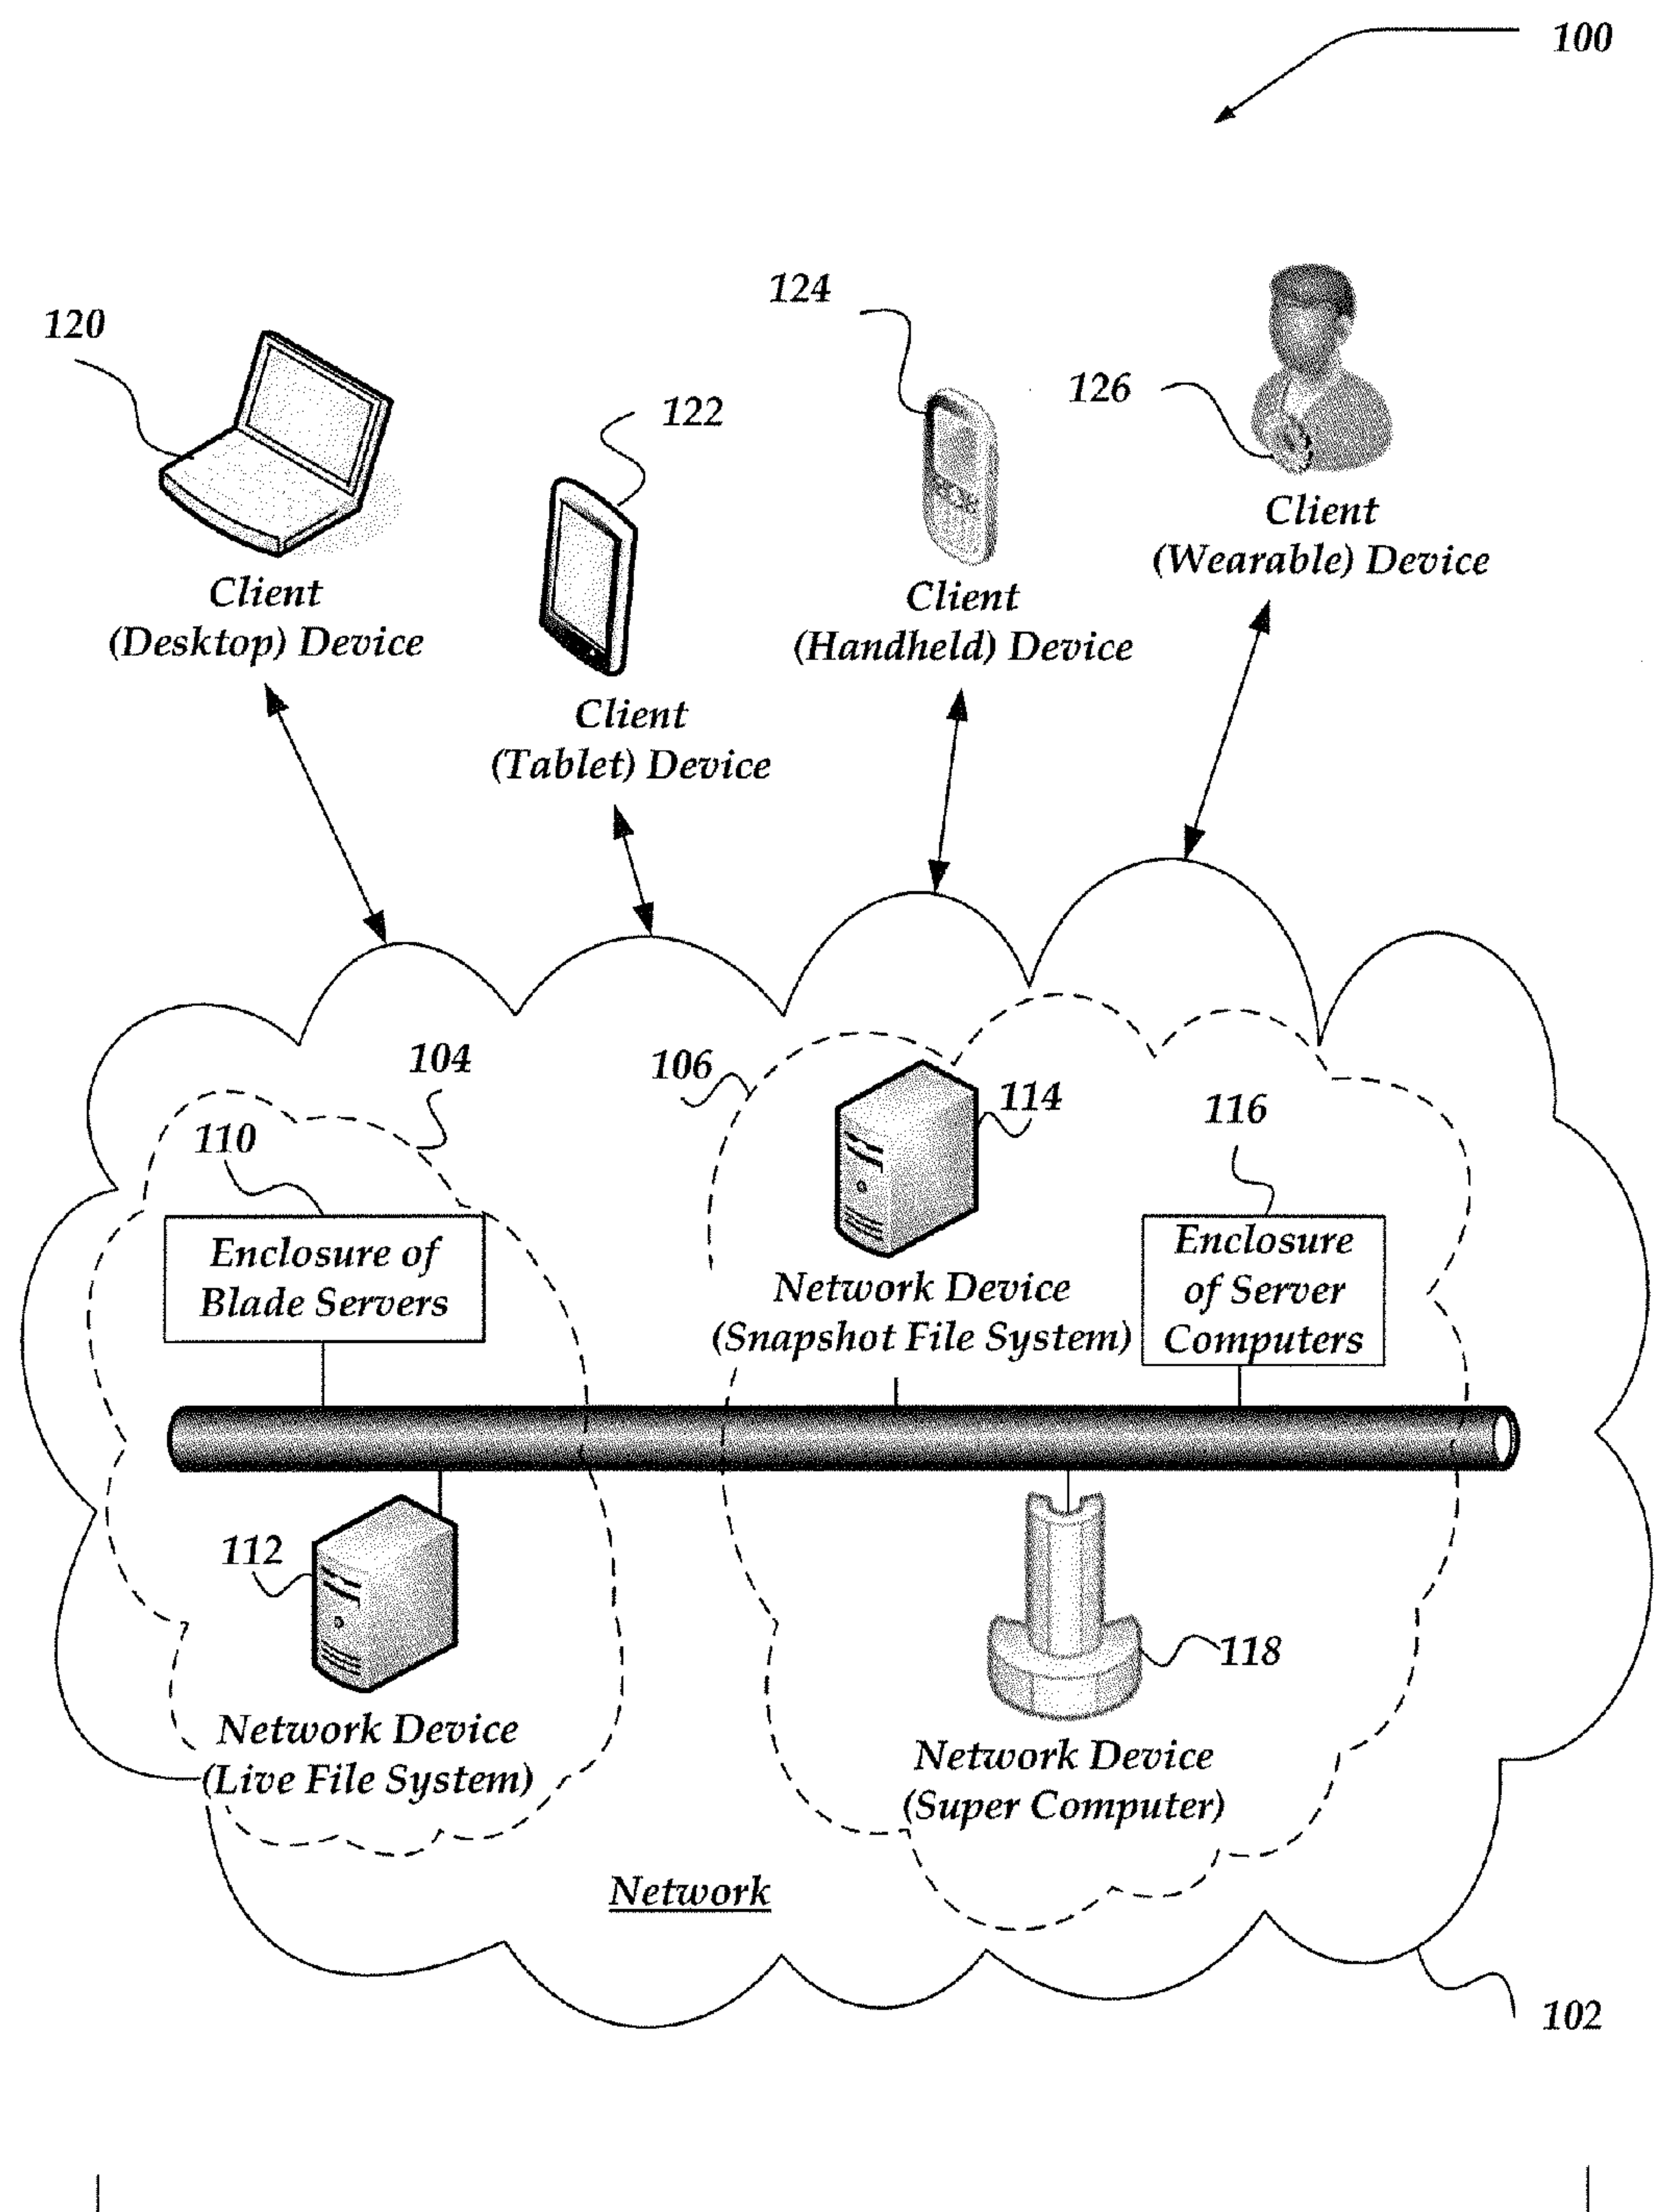 100
124
120
126
122
Client
(Wearable) Device
Client
(Desktop) Device
Client
(Handheld) Device
Client
(Tablet) Device
104
106
114
116
110
Enclosure of
Blade Servers
Enclosure
of Server
Computers
Network Device
(Snapshot File System)
112
118
Network Device
(Live File System)
Network Device
(Super Computer)
Network
102